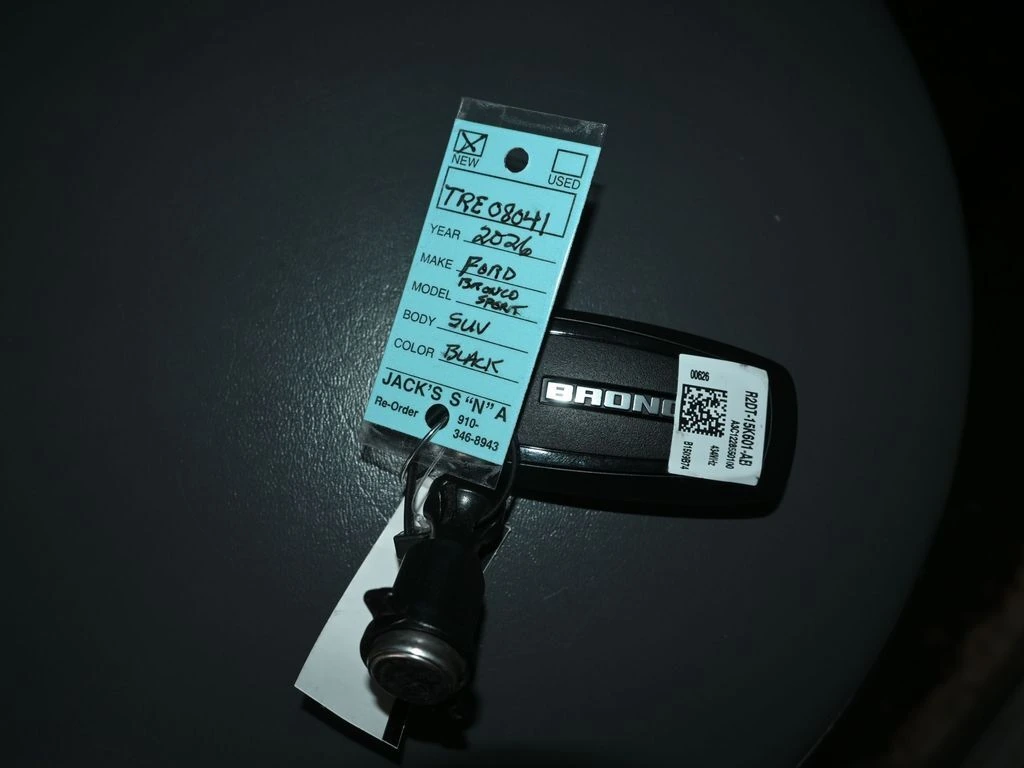 NEW
USED
TRE08041
YEAR 2026
MAKE FORD
MODEL BRONCO SPORT
BODY SUV
COLOR BLACK
JACK'S S "N" A
Re-Order 910-
346-8943
BRONC
00626
R2DT-15K601-AB
434MHz